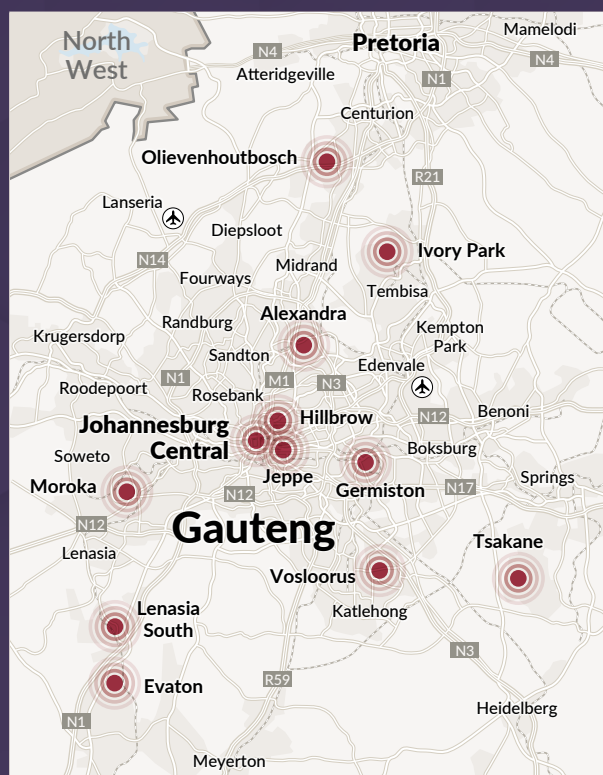 Mamelodi
North
West
Pretoria
N4
N4
Atteridgeville
N1
Centurion
Olievenhoutbosch
R21
Lanseria
Diepsloot
Ivory Park
N14
Midrand
Fourways
Tembisa
Alexandra
Randburg
Kempton
Park
Krugersdorp
Sandton
Edenvale
N1
M1
N3
Roodepoort
Rosebank
Benoni
N12
Hillbrow
Johannesburg
Central
Boksburg
Soweto
Jeppe
Springs
Moroka
Germiston
N17
N12
N12
Gauteng
Tsakane
Lenasia
Vosloorus
Katlehong
Lenasia
South
N3
R59
Evaton
Heidelberg
N1
Meyerton